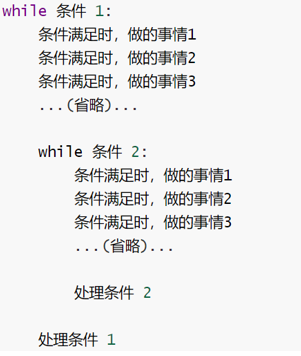 while 条件 1:
条件满足时，做的事情1
条件满足时，做的事情2
条件满足时，做的事情3
...(省略)...
while 条件 2:
条件满足时，做的事情1
条件满足时，做的事情2
条件满足时，做的事情3
...(省略)...
处理条件 2
处理条件 1